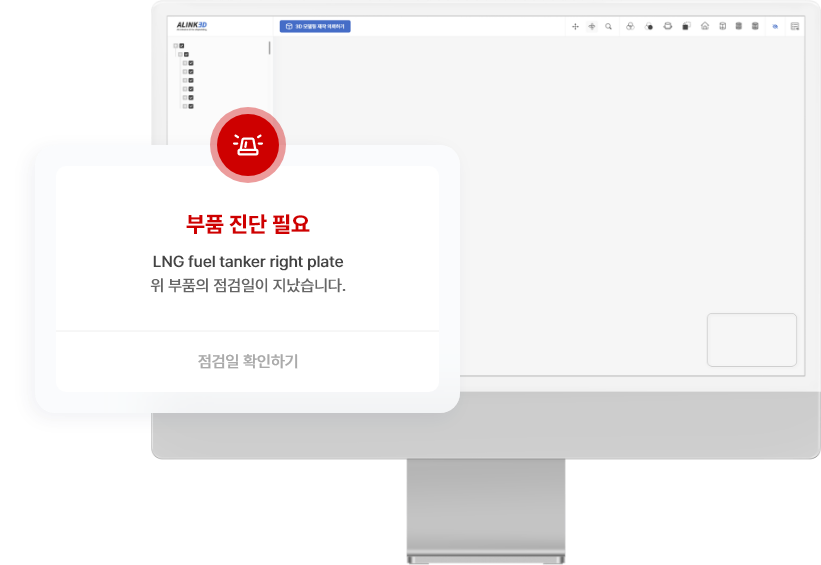 ALINK3D
3D 모델링 제작 의뢰하기
부품 진단 필요
LNG fuel tanker right plate
위 부품의 점검일이 지났습니다.
점검일 확인하기